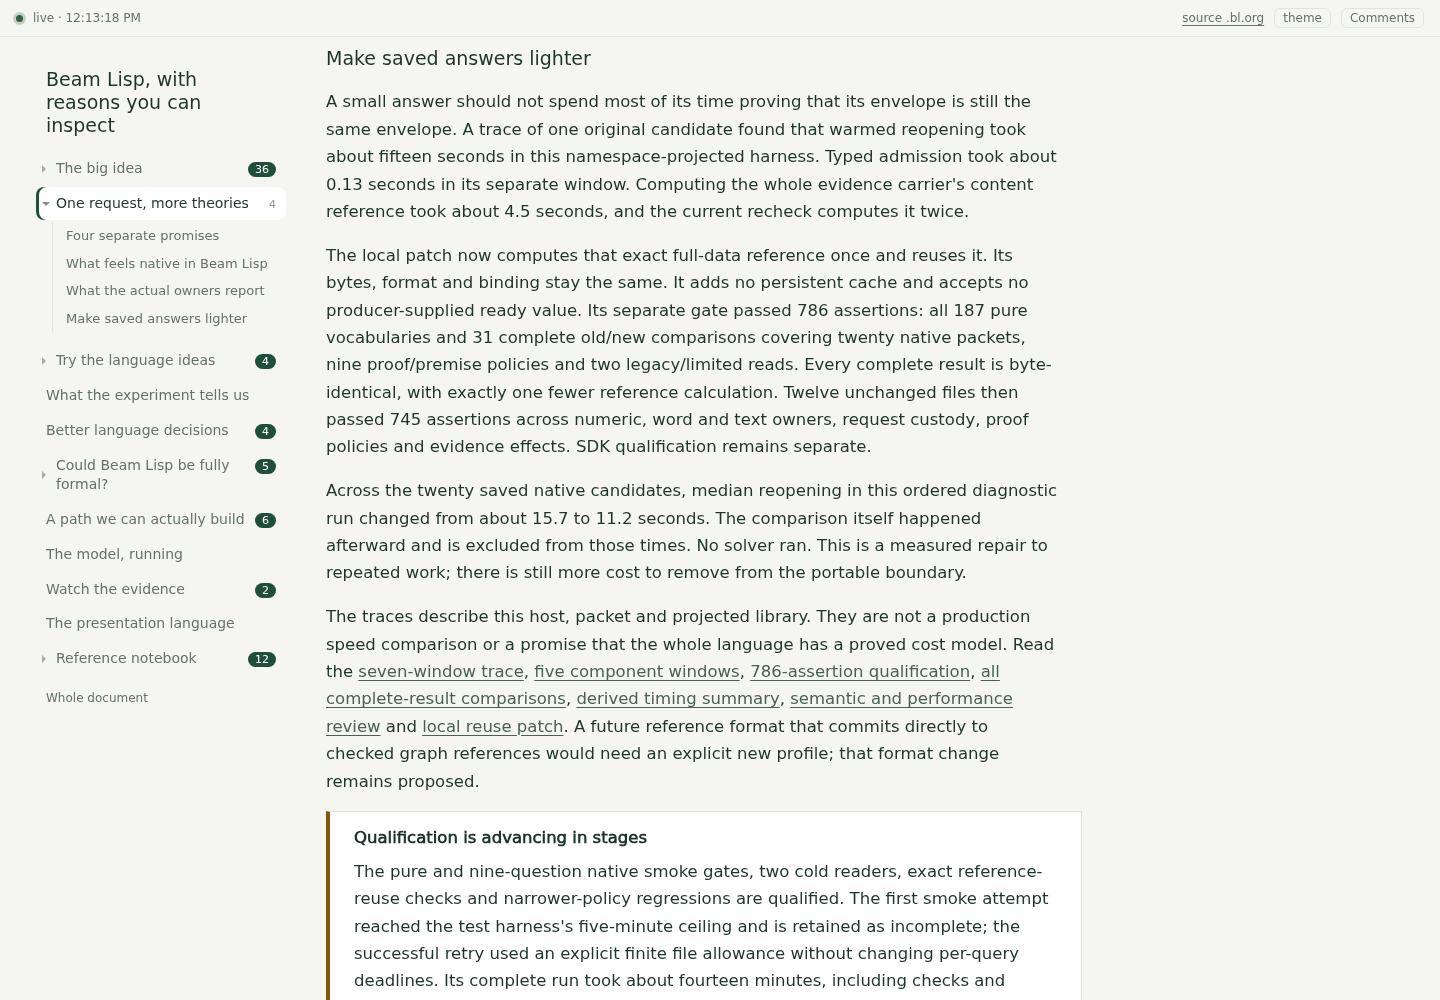 live · 12:13:18 PM
source .bl.org
theme
Comments
Beam Lisp, with
reasons you can
inspect
The big idea 36
One request, more theories 4
Four separate promises
What feels native in Beam Lisp
What the actual owners report
Make saved answers lighter
Try the language ideas 4
What the experiment tells us
Better language decisions 4
Could Beam Lisp be fully 5
formal?
A path we can actually build 6
The model, running
Watch the evidence 2
The presentation language
Reference notebook 12
Whole document
Make saved answers lighter
A small answer should not spend most of its time proving that its envelope is still the
same envelope. A trace of one original candidate found that warmed reopening took
about fifteen seconds in this namespace-projected harness. Typed admission took about
0.13 seconds in its separate window. Computing the whole evidence carrier's content
reference took about 4.5 seconds, and the current recheck computes it twice.
The local patch now computes that exact full-data reference once and reuses it. Its
bytes, format and binding stay the same. It adds no persistent cache and accepts no
producer-supplied ready value. Its separate gate passed 786 assertions: all 187 pure
vocabularies and 31 complete old/new comparisons covering twenty native packets,
nine proof/premise policies and two legacy/limited reads. Every complete result is byte-
identical, with exactly one fewer reference calculation. Twelve unchanged files then
passed 745 assertions across numeric, word and text owners, request custody, proof
policies and evidence effects. SDK qualification remains separate.
Across the twenty saved native candidates, median reopening in this ordered diagnostic
run changed from about 15.7 to 11.2 seconds. The comparison itself happened
afterward and is excluded from those times. No solver ran. This is a measured repair to
repeated work; there is still more cost to remove from the portable boundary.
The traces describe this host, packet and projected library. They are not a production
speed comparison or a promise that the whole language has a proved cost model. Read
the seven-window trace, five component windows, 786-assertion qualification, all
complete-result comparisons, derived timing summary, semantic and performance
review and local reuse patch. A future reference format that commits directly to
checked graph references would need an explicit new profile; that format change
remains proposed.
Qualification is advancing in stages
The pure and nine-question native smoke gates, two cold readers, exact reference-
reuse checks and narrower-policy regressions are qualified. The first smoke attempt
reached the test harness's five-minute ceiling and is retained as incomplete; the
successful retry used an explicit finite file allowance without changing per-query
deadlines. Its complete run took about fourteen minutes, including checks and